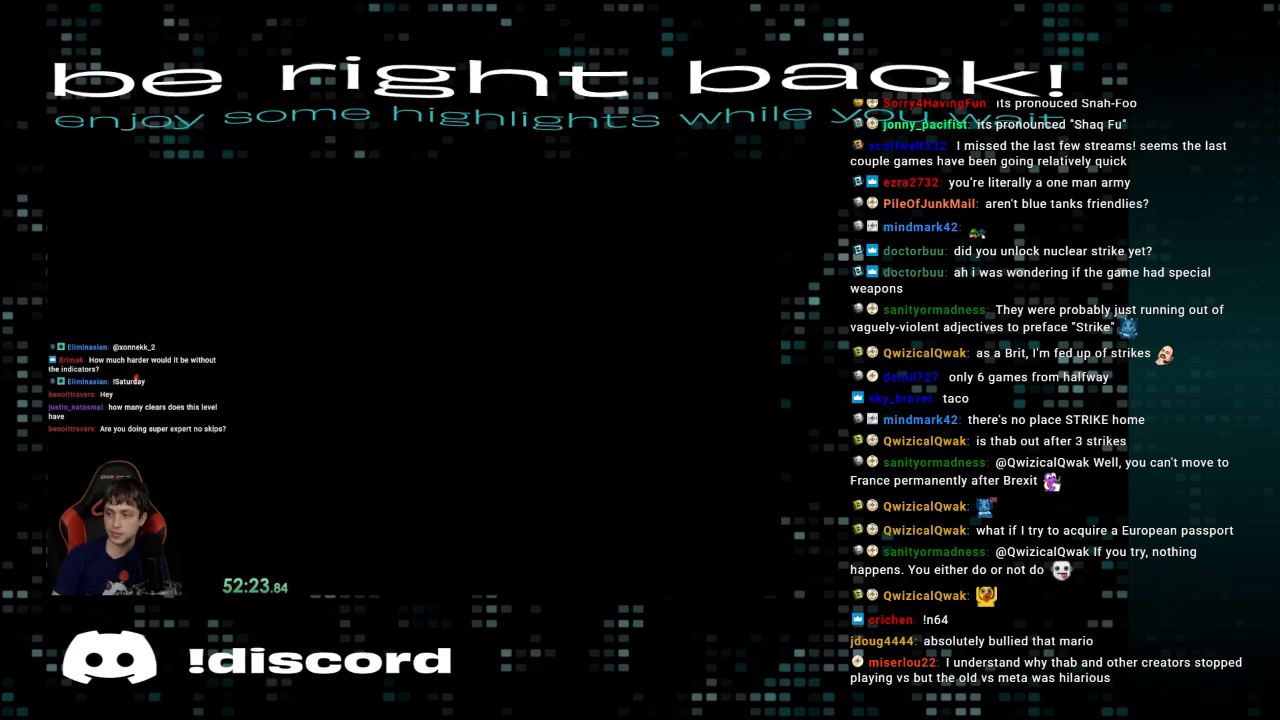 be right back!
enjoy some highlights while you wait
Sorry4HavingFun: its pronouced Snah-Foo
jonny_pacifist: its pronounced "Shaq Fu"
scottwalt532 I missed the last few streams! seems the last
couple games have been going relatively quick
ezra2732: you're literally a one man army
PileOfJunkMail: aren't blue tanks friendlies?
mindmark42:
doctorbuu: did you unlock nuclear strike yet?
doctorbuu: ah i was wondering if the game had special
weapons
sanityormadness: They were probably just running out of
vaguely-violent adjectives to preface "Strike"
QwizicalQwak: as a Brit, I'm fed up of strikes
demil727 only 6 games from halfway
sky_braver taco
mindmark42: there's no place STRIKE home
QwizicalQwak: is thab out after 3 strikes
sanityormadness: @QwizicalQwak Well, you can't move to
France permanently after Brexit
QwizicalQwak:
QwizicalQwak: what if I try to acquire a European passport
sanityormadness: @QwizicalQwak If you try, nothing
happens. You either do or not do
QwizicalQwak:
crichen: !n64
jdoug4444: absolutely bullied that mario
miserlou22: I understand why thab and other creators stopped
playing vs but the old vs meta was hilarious
Eliminasian: @xonnekk_2
Brimab: How much harder would it be without
the indicators?
Eliminasian: !Saturday
benoittravers: Hey
justin_natasmai: how many clears does this level
have
benoittravers: Are you doing super expert no skips?
52:23.84
!discord